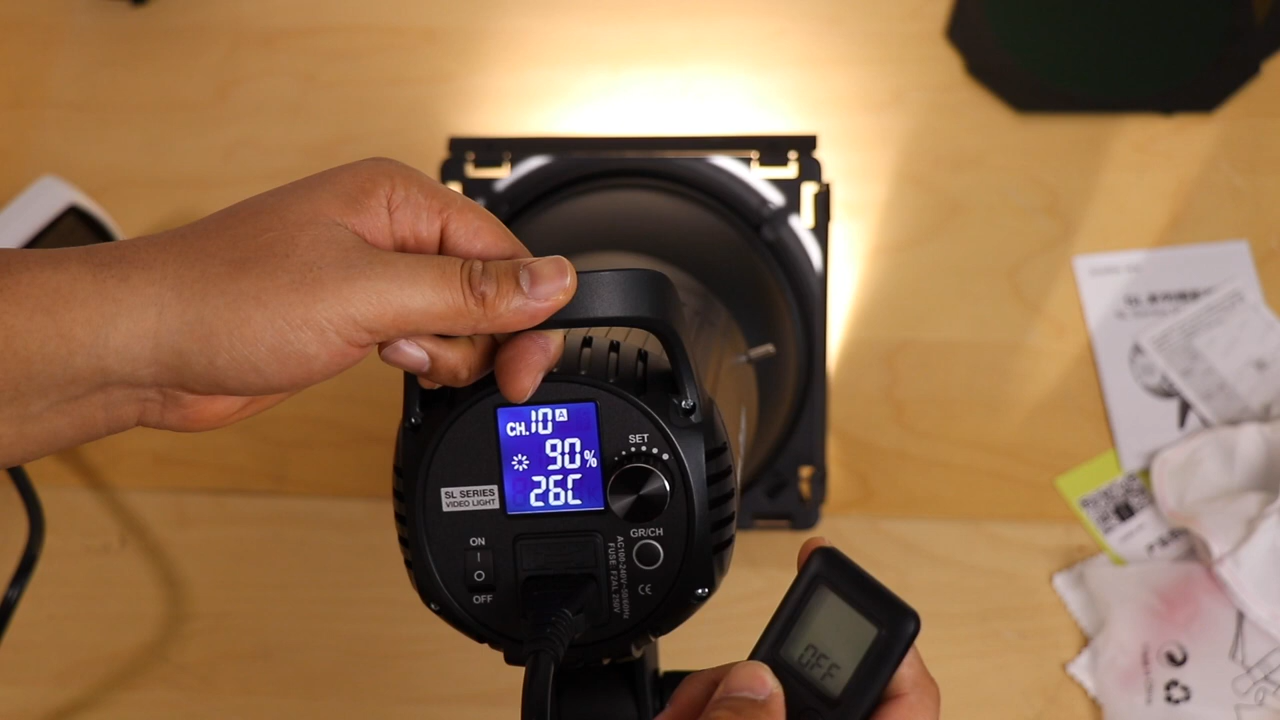 CH.10 A
90%
26C
SET
SL SERIES
VIDEO LIGHT
GR/CH
ON
I
O
OFF
AC100-240V~50/60Hz
FUSE: F2AL 250V
CE
OFF